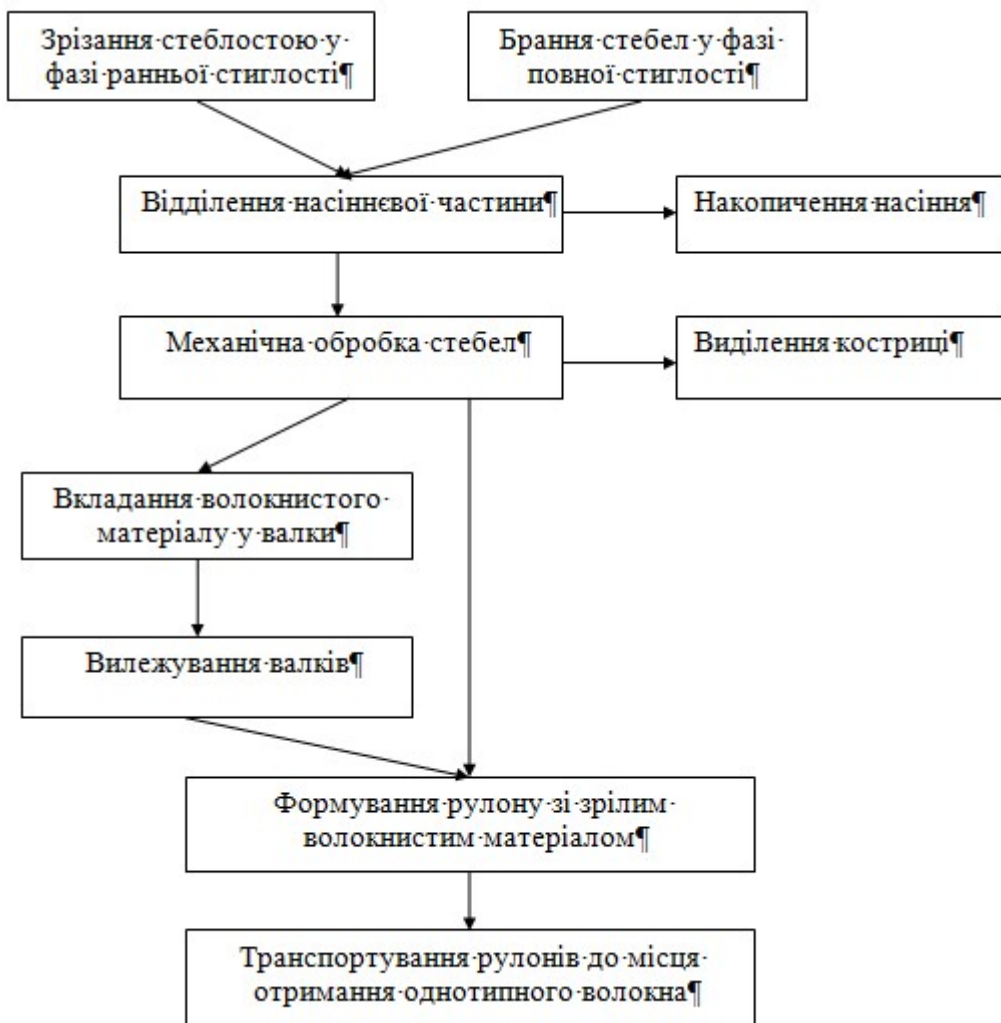 Зрізання·стеблостою·у·
фазі·ранньої·стиглості¶
Брання·стебел·у·фазі·
повної·стиглості¶
Відділення·насіннєвої·частини¶
Накопичення·насіння¶
Механічна·обробка·стебел¶
Виділення·костриці¶
Вкладання·волокнистого·
матеріалу·у·валки¶
Вилежування·валків¶
Формування·рулону·зі·зрілим·
волокнистим·матеріалом¶
Транспортування·рулонів·до·місця·
отримання·однотипного·волокна¶